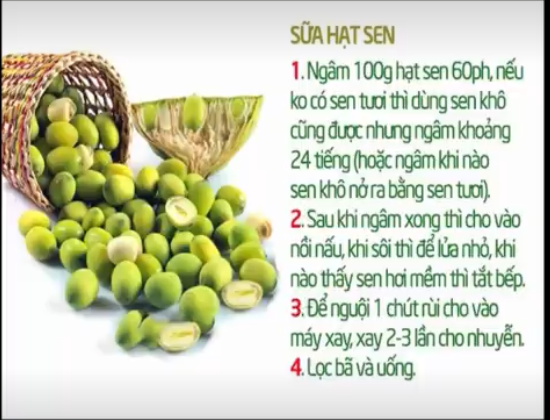 SỮA HẠT SEN
1. Ngâm 100g hạt sen 60ph, nếu
ko có sen tươi thì dùng sen khô
cũng được nhưng ngâm khoảng
24 tiếng (hoặc ngâm khi nào
sen khô nở ra bằng sen tươi).
2. Sau khi ngâm xong thì cho vào
nồi nấu, khi sôi thì để lửa nhỏ, khi
nào thấy sen hơi mềm thì tắt bếp.
3. Để nguội 1 chút rùi cho vào
máy xay, xay 2-3 lần cho nhuyễn.
4. Lọc bã và uống.